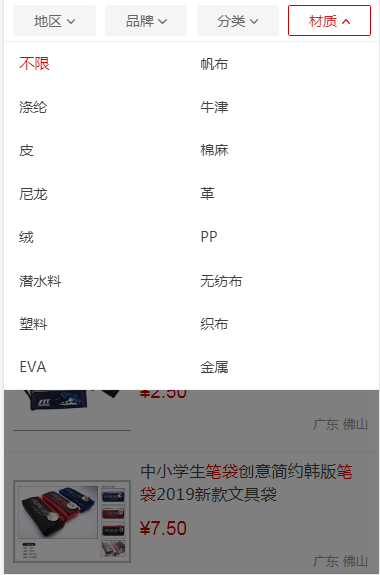 地区 品牌 分类 材质
不限 帆布
涤纶 牛津
皮 棉麻
尼龙 革
绒 PP
潜水料 无纺布
塑料 织布
EVA 金属
¥2.50
广东 佛山
中小学生笔袋创意简约韩版笔
袋2019新款文具袋
¥7.50
广东 佛山